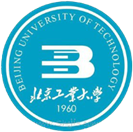 BEIJING UNIVERSITY OF TECHNOLOGY
北京工业大学
1960